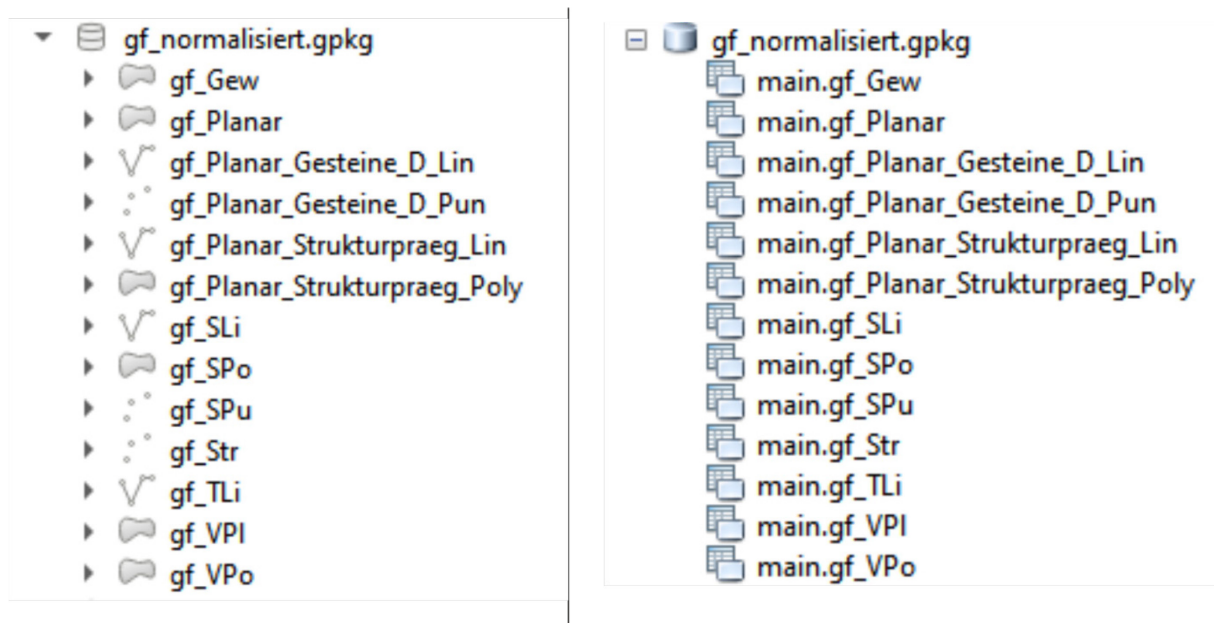 gf_normalisiert.gpkg
gf_Gew
gf_Planar
gf_Planar_Gesteine_D_Lin
gf_Planar_Gesteine_D_Pun
gf_Planar_Strukturpraeg_Lin
gf_Planar_Strukturpraeg_Poly
gf_SLi
gf_SPo
gf_SPu
gf_Str
gf_TLi
gf_VPl
gf_VPo
gf_normalisiert.gpkg
main.gf_Gew
main.gf_Planar
main.gf_Planar_Gesteine_D_Lin
main.gf_Planar_Gesteine_D_Pun
main.gf_Planar_Strukturpraeg_Lin
main.gf_Planar_Strukturpraeg_Poly
main.gf_SLi
main.gf_SPo
main.gf_SPu
main.gf_Str
main.gf_TLi
main.gf_VPl
main.gf_VPo